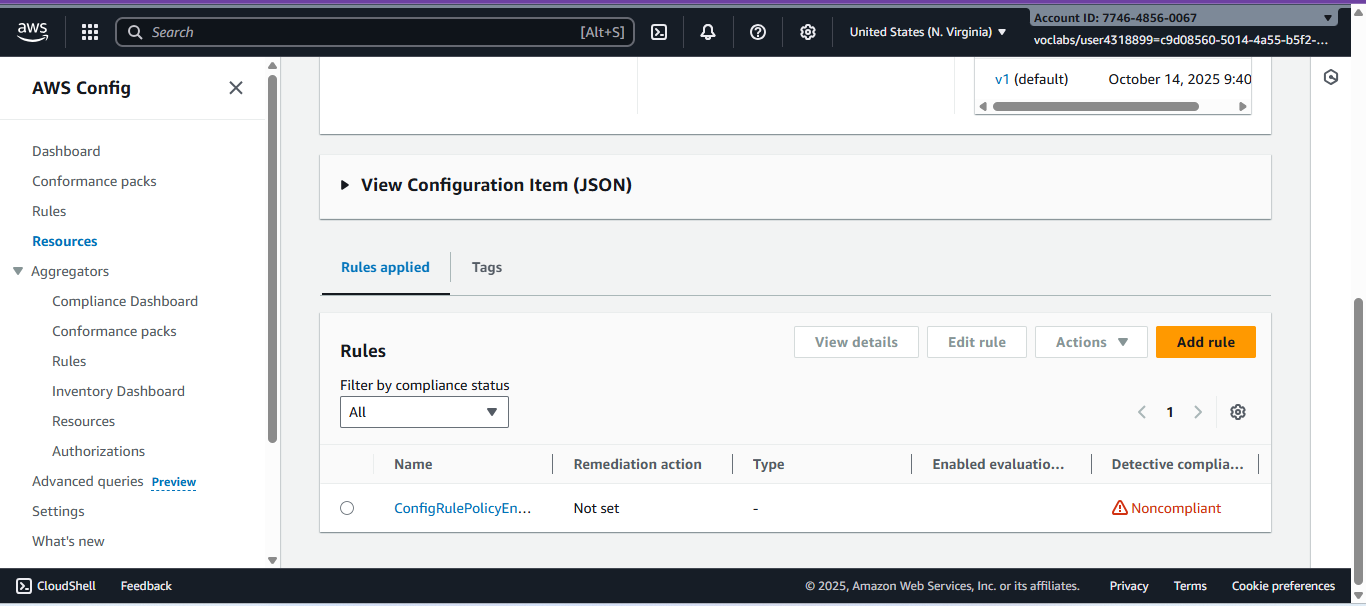 aws
Search [Alt+S]
United States (N. Virginia)
Account ID: 7746-4856-0067
voclabs/user4318899=c9d08560-5014-4a55-b5f2-...
AWS Config
Dashboard
Conformance packs
Rules
Resources
Aggregators
Compliance Dashboard
Conformance packs
Rules
Inventory Dashboard
Resources
Authorizations
Advanced queries Preview
Settings
What's new
v1 (default) October 14, 2025 9:40
View Configuration Item (JSON)
Rules applied Tags
Rules
View details Edit rule Actions Add rule
Filter by compliance status
All
1
Name Remediation action Type Enabled evaluatio... Detective complia...
ConfigRulePolicyEn... Not set - Noncompliant
CloudShell Feedback © 2025, Amazon Web Services, Inc. or its affiliates. Privacy Terms Cookie preferences